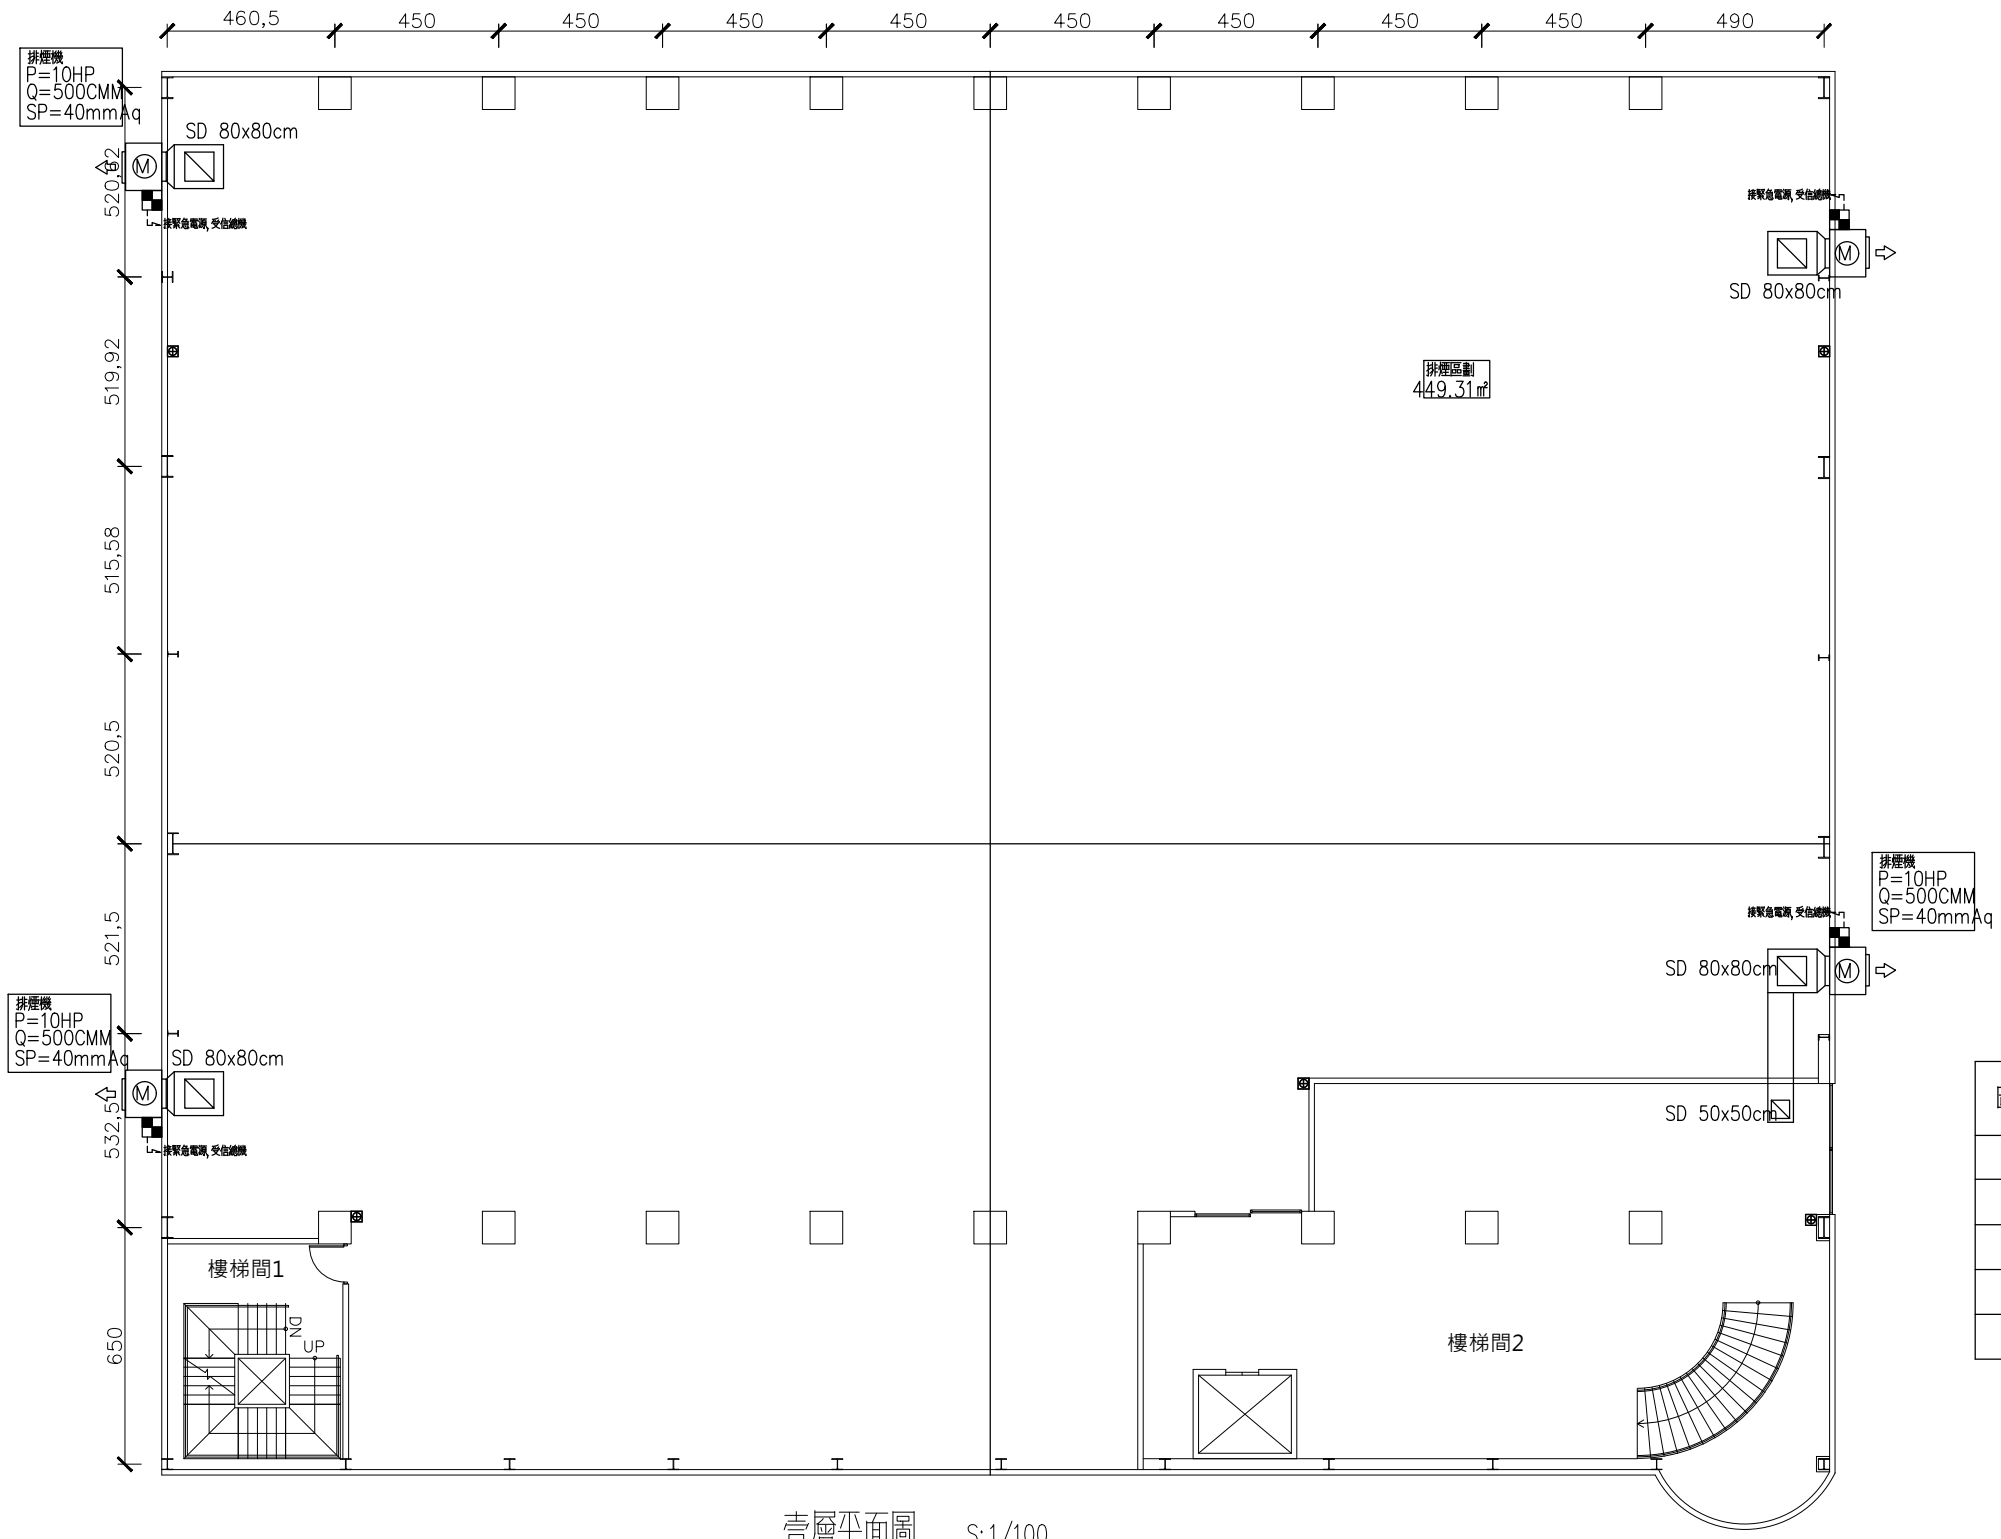 460,5 450 450 450 450 450 450 450 450 490
排煙機
P=10HP
Q=500CMM
SP=40mmAq
SD 80x80cm
M
接緊急電源, 受信總機
520,62
接緊急電源, 受信總機
M
SD 80x80cm
519,92
排煙區劃
449.31㎡
515,58
520,5
排煙機
P=10HP
Q=500CMM
SP=40mmAq
接緊急電源, 受信總機
521,5
SD 80x80cm
M
排煙機
P=10HP
Q=500CMM
SP=40mmAq
SD 80x80cm
M
532,5
SD 50x50cm
接緊急電源, 受信總機
樓梯間1
DN
UP
650
樓梯間2
壹層平面圖 S:1/100